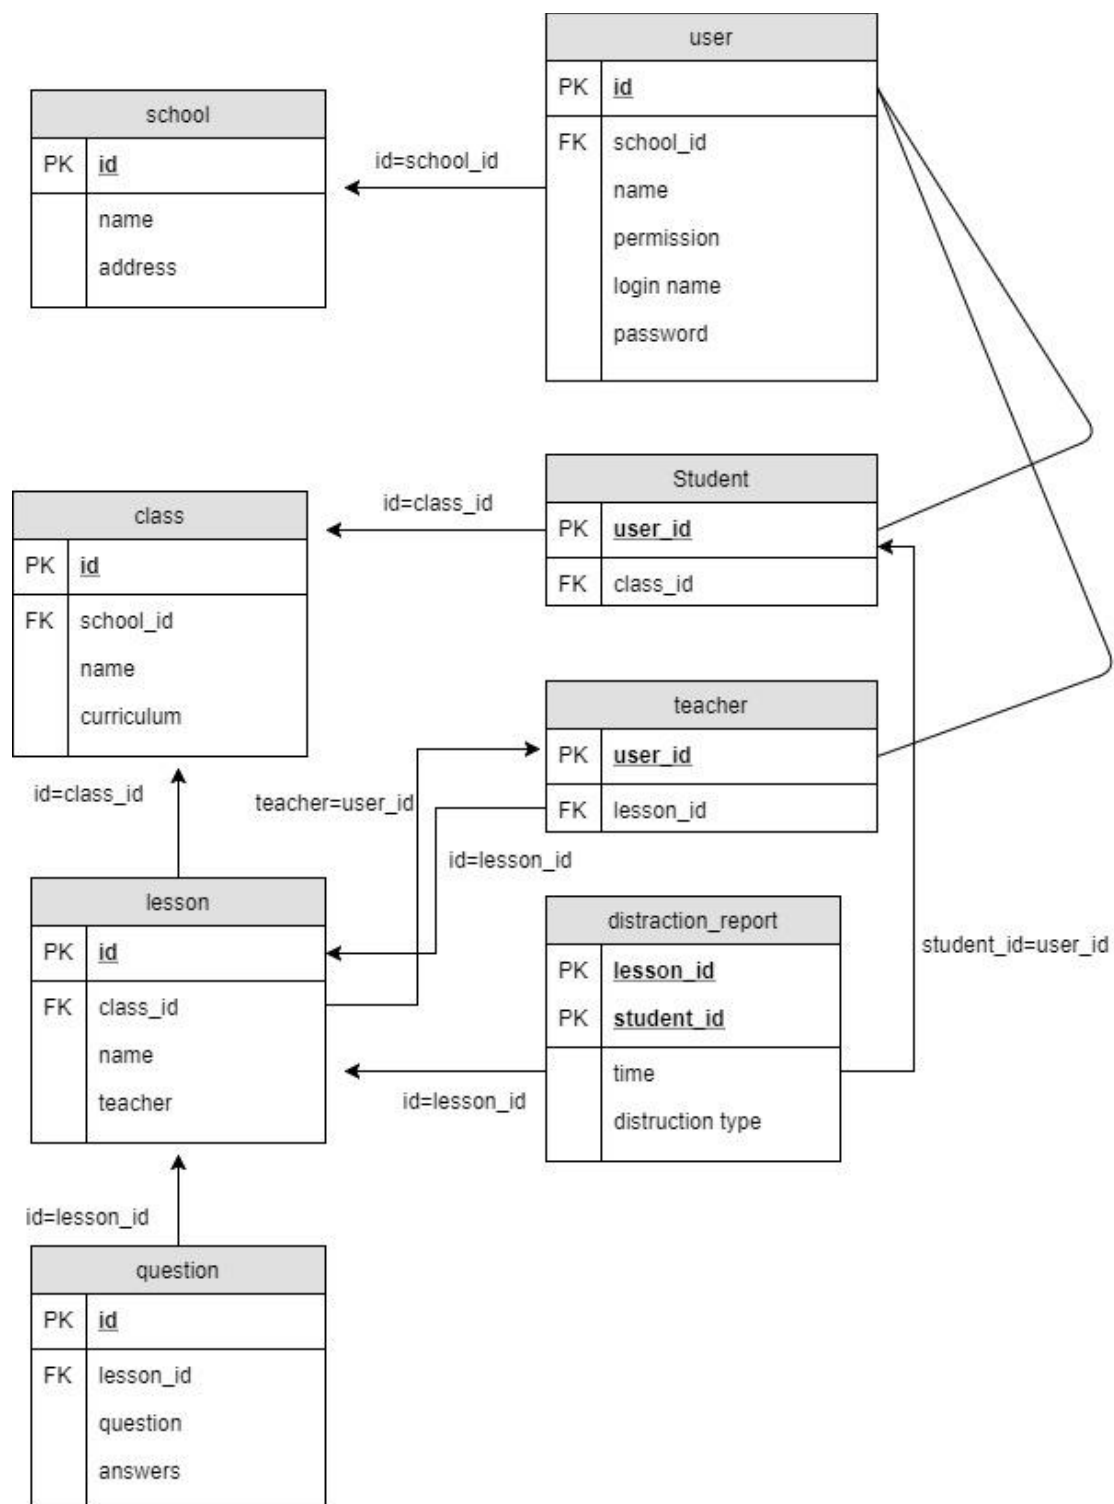 user
PK id
FK school_id
name
permission
login name
password
school
PK id
name
address
id=school_id
Student
PK user_id
FK class_id
id=class_id
class
PK id
FK school_id
name
curriculum
teacher
PK user_id
FK lesson_id
id=class_id
teacher=user_id
id=lesson_id
lesson
PK id
FK class_id
name
teacher
distraction_report
PK lesson_id
PK student_id
time
distruction type
student_id=user_id
id=lesson_id
id=lesson_id
question
PK id
FK lesson_id
question
answers